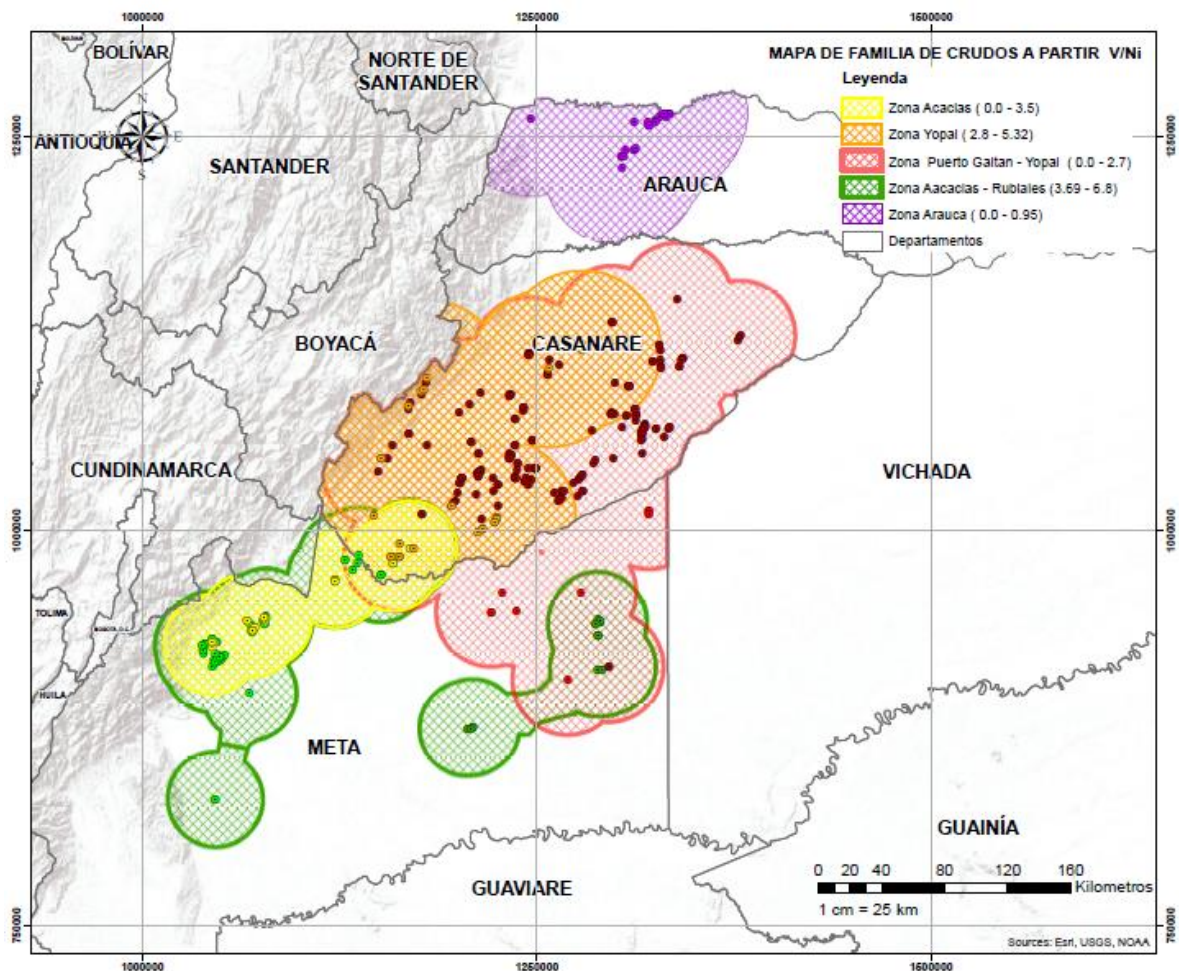 1000000 1250000 1500000
MAPA DE FAMILIA DE CRUDOS A PARTIR V/Ni
Leyenda
Zona Acacias ( 0.0 - 3.5)
Zona Yopal ( 2.8 - 5.32)
Zona Puerto Gaitan - Yopal ( 0.0 - 2.7)
Zona Aacacias - Rubiales (3.69 - 6.8)
Zona Arauca ( 0.0 - 0.95)
Departamentos
BOLÍVAR
NORTE DE
SANTANDER
N
E
S
ANTIOQUIA
1250000
1250000
SANTANDER
ARAUCA
BOYACÁ
CASANARE
CUNDINAMARCA
VICHADA
1000000
1000000
TOLIMA
BOGOTA, D.C.
HUILA
META
GUAINÍA
GUAVIARE
0 20 40 80 120 160
Kilometros
1 cm = 25 km
Sources: Esri, USGS, NOAA
750000
750000
1000000 1250000 1500000